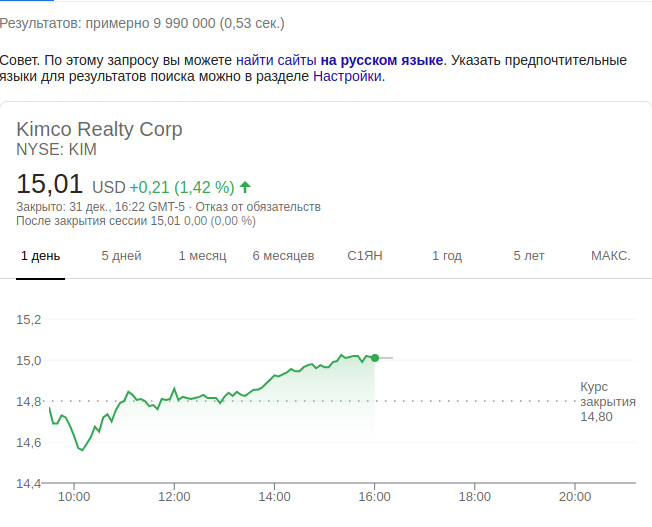 Результатов: примерно 9 990 000 (0,53 сек.)
Совет. По этому запросу вы можете найти сайты на русском языке. Указать предпочтительные
языки для результатов поиска можно в разделе Настройки.
Kimco Realty Corp
NYSE: KIM
15,01 USD +0,21 (1,42 %)
Закрыто: 31 дек., 16:22 GMT-5 · Отказ от обязательств
После закрытия сессии 15,01 0,00 (0,00 %)
1 день 5 дней 1 месяц 6 месяцев С1ЯН 1 год 5 лет МАКС.
15,2
15,0
Курс
14,8 закрытия
14,80
14,6
14,4
10:00 12:00 14:00 16:00 18:00 20:00